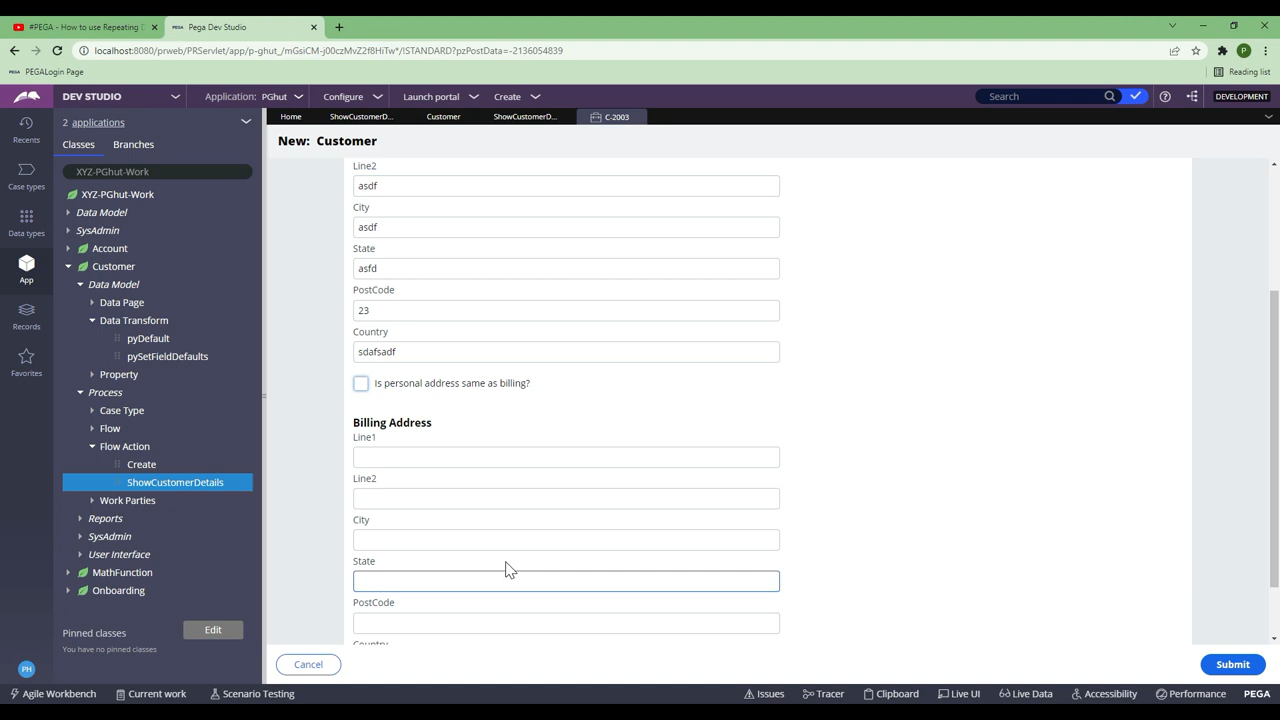 #PEGA - How to use Repeating D
Pega Dev Studio
localhost:8080/prweb/PRServlet/app/p-ghut_/mGsiCM-j00czMvZ2f8HiTw*/!STANDARD?pzPostData=-2136054839
P
PEGALogin Page
Reading list
DEV STUDIO
Application: PGhut
Configure
Launch portal
Create
Search
DEVELOPMENT
2 applications
Home
ShowCustomerD...
Customer
ShowCustomerD...
C-2003
Recents
Case types
Data types
App
Records
Favorites
PH
Classes
Branches
XYZ-PGhut-Work
XYZ-PGhut-Work
Data Model
SysAdmin
Account
Customer
Data Model
Data Page
Data Transform
pyDefault
pySetFieldDefaults
Property
Process
Case Type
Flow
Flow Action
Create
ShowCustomerDetails
Work Parties
Reports
SysAdmin
User Interface
MathFunction
Onboarding
Pinned classes
Edit
You have no pinned classes
New: Customer
Line2
asdf
City
asdf
State
asfd
PostCode
23
Country
sdafsadf
Is personal address same as billing?
Billing Address
Line1
Line2
City
State
PostCode
Country
Cancel
Submit
Agile Workbench
Current work
Scenario Testing
Issues
Tracer
Clipboard
Live UI
Live Data
Accessibility
Performance
PEGA